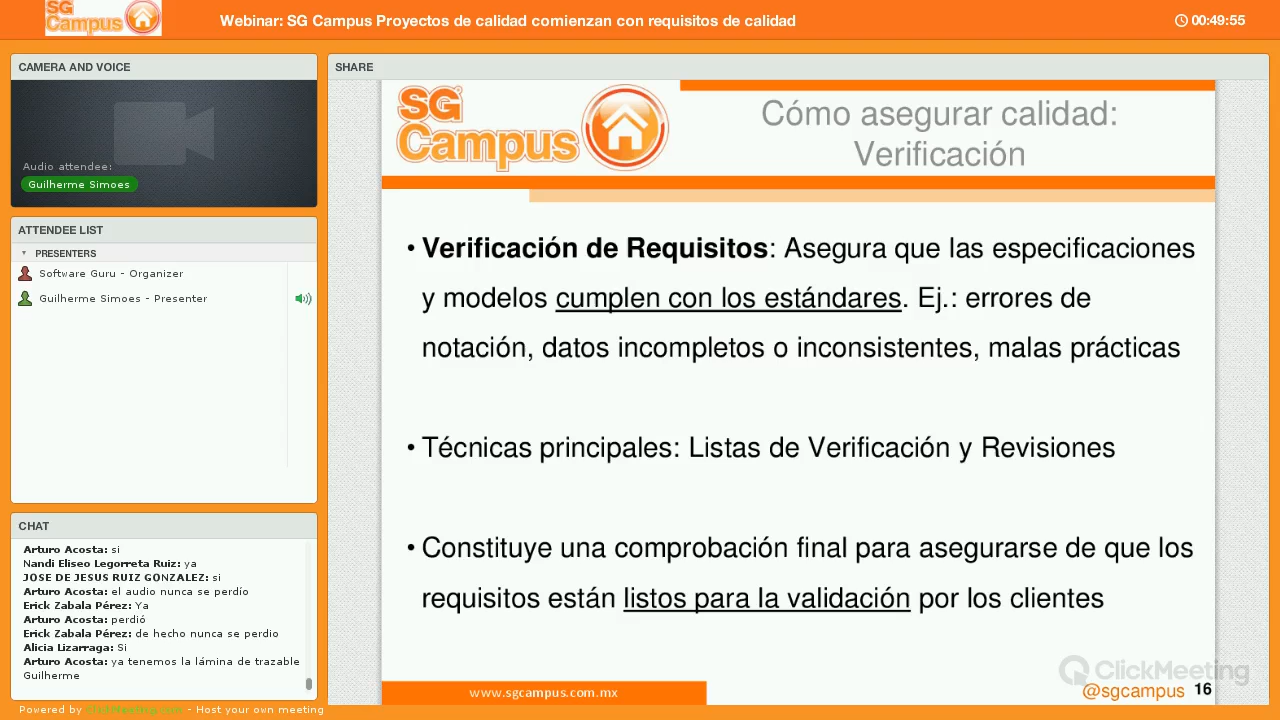 SG Campus
Webinar: SG Campus Proyectos de calidad comienzan con requisitos de calidad
00:49:55
CAMERA AND VOICE
Audio attendee:
Guilherme Simoes
ATTENDEE LIST
PRESENTERS
Software Guru - Organizer
Guilherme Simoes - Presenter
CHAT
Arturo Acosta: si
Nandi Eliseo Legorreta Ruiz: ya
JOSE DE JESUS RUIZ GONZALEZ: si
Arturo Acosta: el audio nunca se perdío
Erick Zabala Pérez: Ya
Arturo Acosta: perdió
Erick Zabala Pérez: de hecho nunca se perdio
Alicia Lizarraga: Si
Arturo Acosta: ya tenemos la lámina de trazable
Guilherme
Powered by ClickMeeting.com - Host your own meeting
SHARE
SG
Campus
Cómo asegurar calidad:
Verificación
• Verificación de Requisitos: Asegura que las especificaciones
y modelos cumplen con los estándares. Ej.: errores de
notación, datos incompletos o inconsistentes, malas prácticas
• Técnicas principales: Listas de Verificación y Revisiones
• Constituye una comprobación final para asegurarse de que los
requisitos están listos para la validación por los clientes
ClickMeeting
www.sgcampus.com.mx
@sgcampus 16